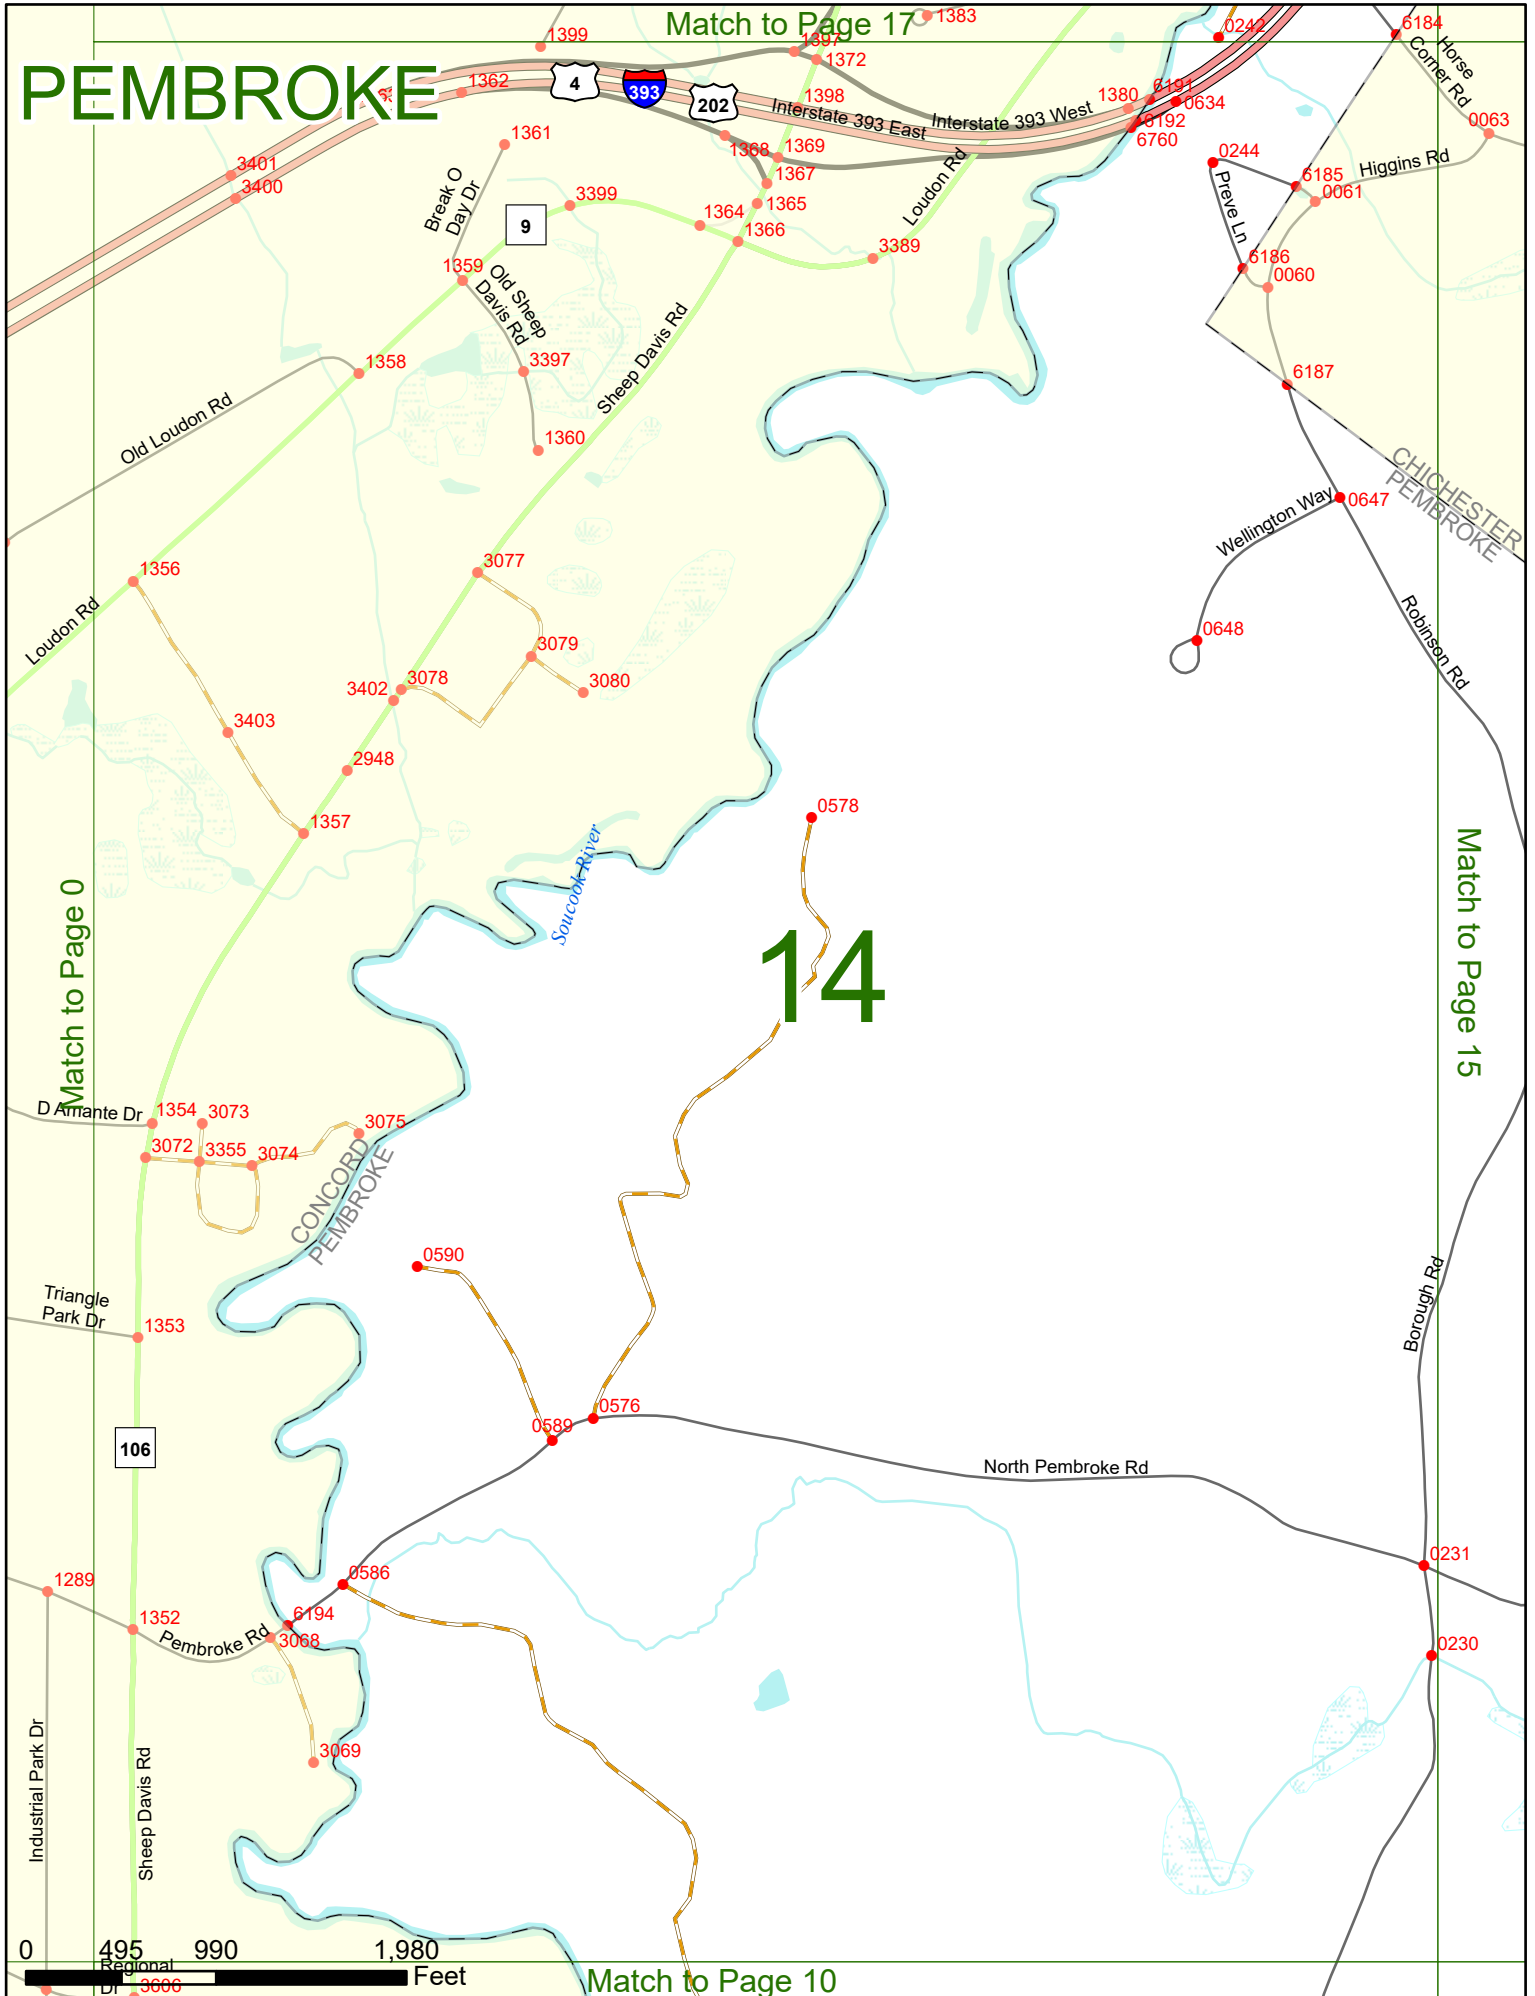 Match to Page 17
1383
0242
6184
1399
1397
1372
Horse
Corner Rd
PEMBROKE
1362
4
393
202
1398
Interstate 393 East
Interstate 393 West
1380
6191
0634
6192
6760
0063
1361
1368
1369
0244
Higgins Rd
3401
3400
1367
6185
0061
Break O
Day Dr
3399
1365
Loudon Rd
Preve Ln
9
1364
1366
3389
6186
0060
1359
Old Sheep
Davis Rd
Sheep Davis Rd
1358
3397
6187
Old Loudon Rd
1360
CHICHESTER
PEMBROKE
0647
Wellington Way
1356
3077
Loudon Rd
0648
Robinson Rd
3079
3078
3402
3080
3403
2948
1357
0578
Soucook River
Match to Page 0
Match to Page 15
14
D Amante Dr
1354
3073
3075
3072
3355
3074
CONCORD
PEMBROKE
0590
Triangle
Park Dr
1353
Borough Rd
0576
0589
106
North Pembroke Rd
0231
0586
1289
1352
6194
Pembroke Rd
3068
0230
3069
Industrial Park Dr
Sheep Davis Rd
0
495
990
1,980
Feet
Regional
Dr
3606
Match to Page 10